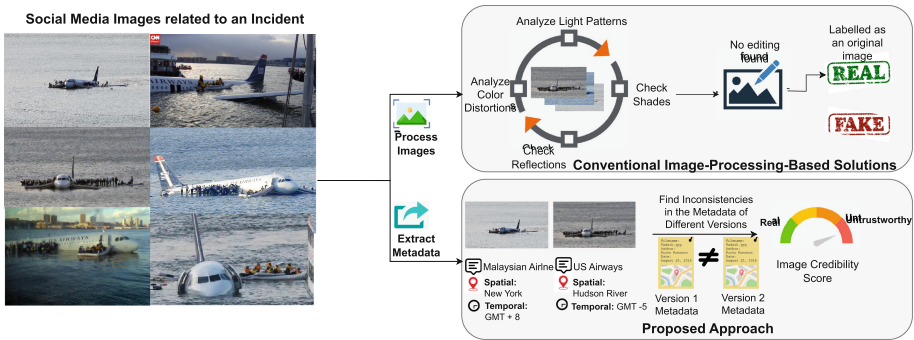 Social Media Images related to an Incident
CNN
Process
Images
Extract
Metadata
Analyze Light Patterns
Analyze
Color
Distortions
Check
Shades
Check
Reflections
No editing
found
Labelled as
an original
image
REAL
FAKE
Conventional Image-Processing-Based Solutions
Malaysian Airlne
Spatial:
New York
Temporal:
GMT + 8
US Airways
Spatial:
Hudson River
Temporal: GMT -5
Find Inconsistencies
in the Metadata of
Different Versions
≠
Version 1
Metadata
Version 2
Metadata
Real
Untrustworthy
Image Credibility
Score
Proposed Approach